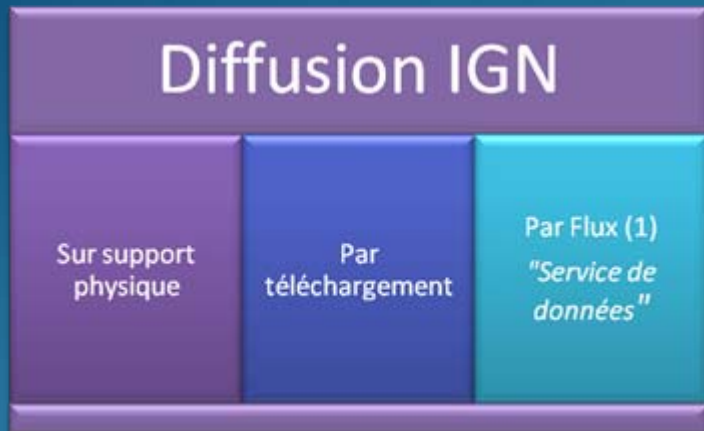 Diffusion IGN
Sur support
physique
Par
téléchargement
Par Flux (1)
"Service de
données"